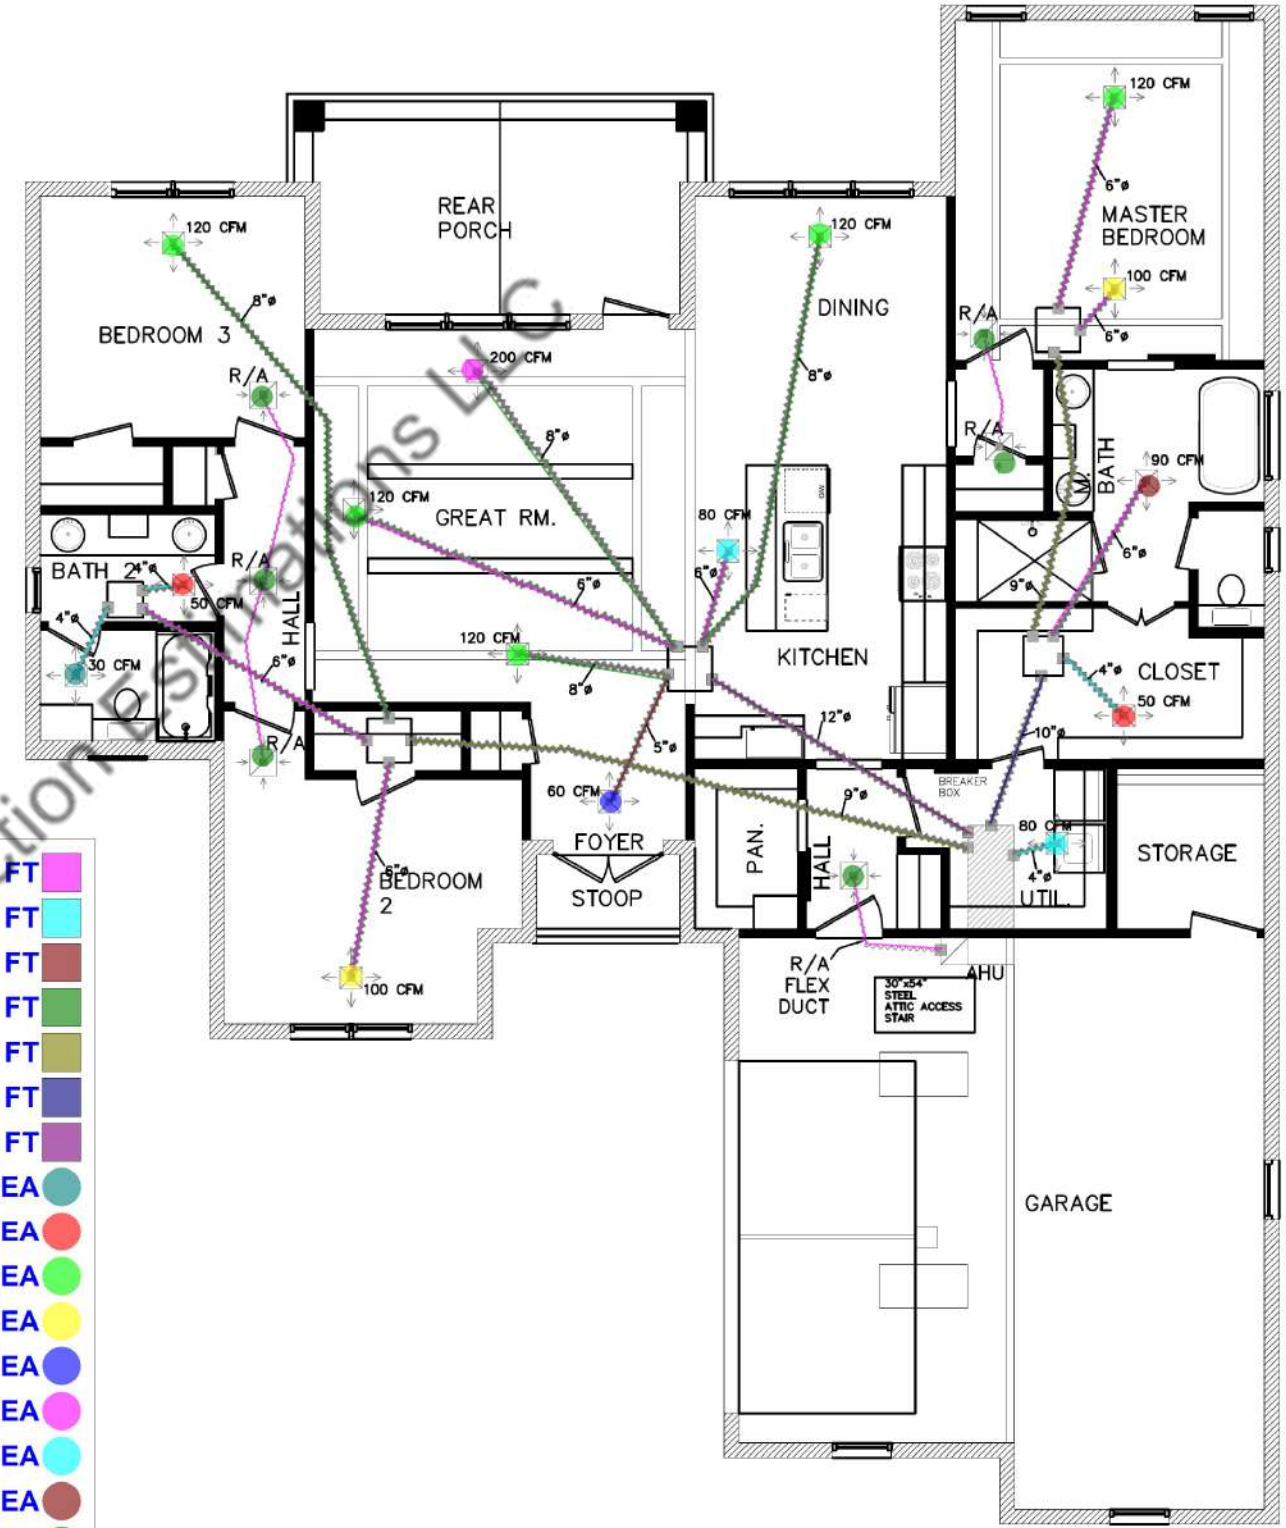 120 CFM
6"ø
MASTER
BEDROOM
100 CFM
6"ø
R/A
R/A
REAR
PORCH
120 CFM
8"ø
BEDROOM 3
R/A
120 CFM
DINING
8"ø
200 CFM
8"ø
120 CFM
GREAT RM.
6"ø
80 CFM
6"ø
DW
M.
BATH
90 CFM
6"ø
9"ø
BATH 2
4"ø
50 CFM
R/A
HALL
4"ø
30 CFM
6"ø
120 CFM
8"ø
KITCHEN
CLOSET
4"ø
50 CFM
R/A
12"ø
10"ø
5"ø
60 CFM
9"ø
BREAKER
BOX
80 CFM
4"ø
FOYER
STOOP
PAN.
HALL
UTIL.
STORAGE
6"ø
BEDROOM
2
100 CFM
R/A
FLEX
DUCT
AHU
30"x54"
STEEL
ATTIC ACCESS
STAIR
GARAGE
ction Estimations LLC
FT
FT
FT
FT
FT
FT
FT
EA
EA
EA
EA
EA
EA
EA
EA